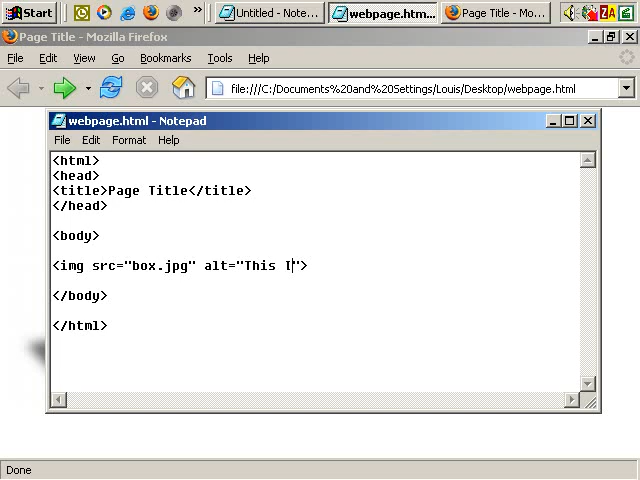 Start
Untitled - Note...
webpage.htm...
Page Title - Mo...
Page Title - Mozilla Firefox
File Edit View Go Bookmarks Tools Help
file:///C:/Documents%20and%20Settings/Louis/Desktop/webpage.html
webpage.html - Notepad
File Edit Format Help
<html>
<head>
<title>Page Title</title>
</head>
<body>
<img src="box.jpg" alt="This I">
</body>
</html>
Done